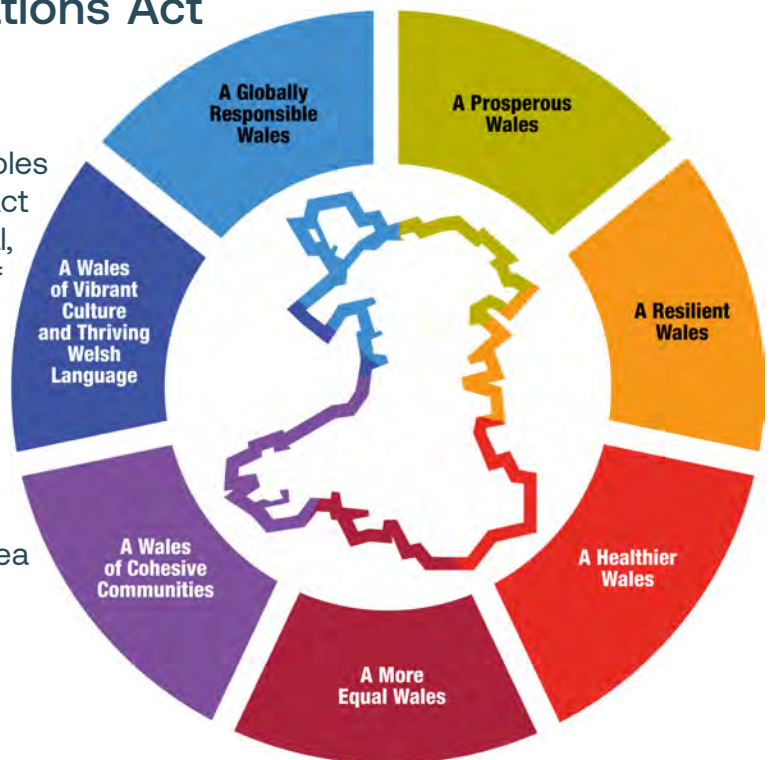 ations Act
ples
ct
l,
f
ea
A Globally
Responsible
Wales
A Prosperous
Wales
A Resilient
Wales
A Healthier
Wales
A More
Equal Wales
A Wales
of Cohesive
Communities
A Wales
of Vibrant
Culture
and Thriving
Welsh
Language